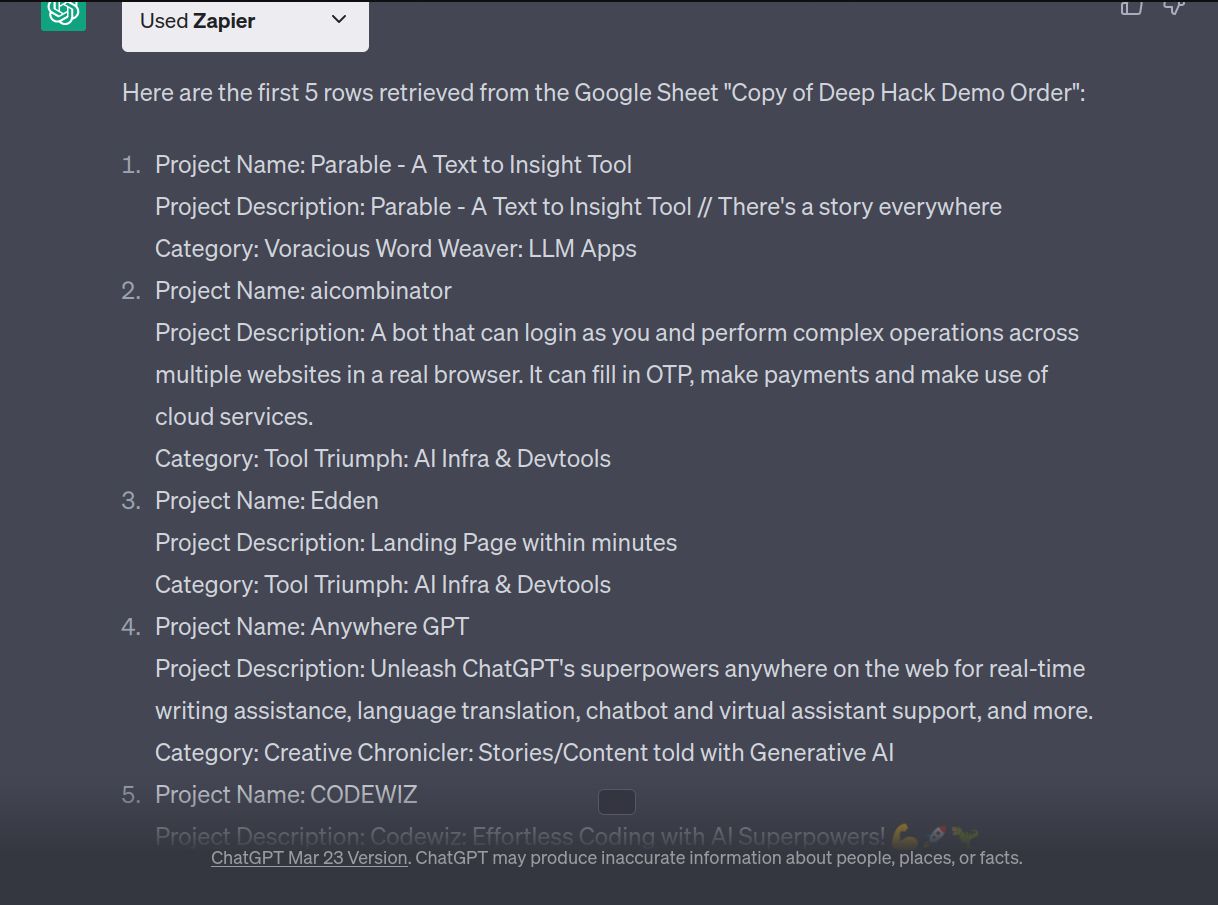 Used Zapier
Here are the first 5 rows retrieved from the Google Sheet "Copy of Deep Hack Demo Order":
1. Project Name: Parable - A Text to Insight Tool
Project Description: Parable - A Text to Insight Tool // There's a story everywhere
Category: Voracious Word Weaver: LLM Apps
2. Project Name: aicombinator
Project Description: A bot that can login as you and perform complex operations across
multiple websites in a real browser. It can fill in OTP, make payments and make use of
cloud services.
Category: Tool Triumph: AI Infra & Devtools
3. Project Name: Edden
Project Description: Landing Page within minutes
Category: Tool Triumph: AI Infra & Devtools
4. Project Name: Anywhere GPT
Project Description: Unleash ChatGPT's superpowers anywhere on the web for real-time
writing assistance, language translation, chatbot and virtual assistant support, and more.
Category: Creative Chronicler: Stories/Content told with Generative AI
5. Project Name: CODEWIZ
Project Description: Codewiz: Effortless Coding with AI Superpowers! 💪🚀🦖
ChatGPT Mar 23 Version. ChatGPT may produce inaccurate information about people, places, or facts.